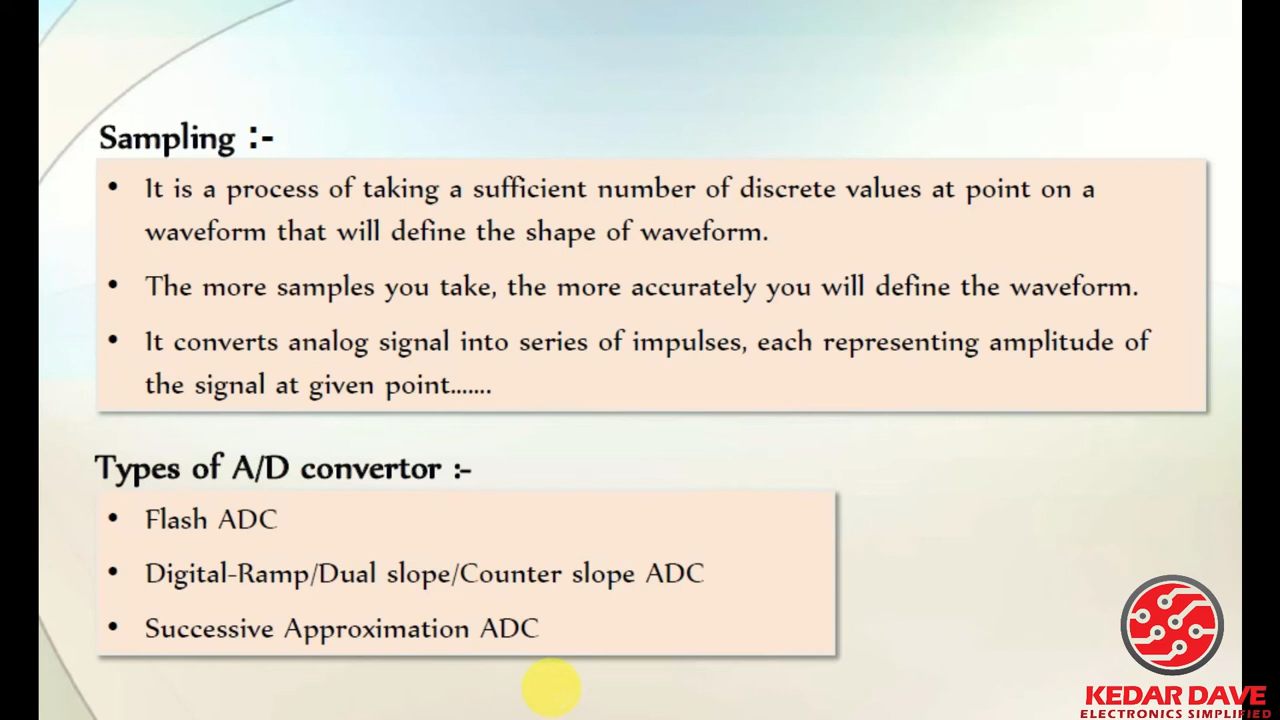 Sampling :-
• It is a process of taking a sufficient number of discrete values at point on a
waveform that will define the shape of waveform.
• The more samples you take, the more accurately you will define the waveform.
• It converts analog signal into series of impulses, each representing amplitude of
the signal at given point.......
Types of A/D convertor :-
• Flash ADC
• Digital-Ramp/Dual slope/Counter slope ADC
• Successive Approximation ADC
KEDAR DAVE
ELECTRONICS SIMPLIFIED